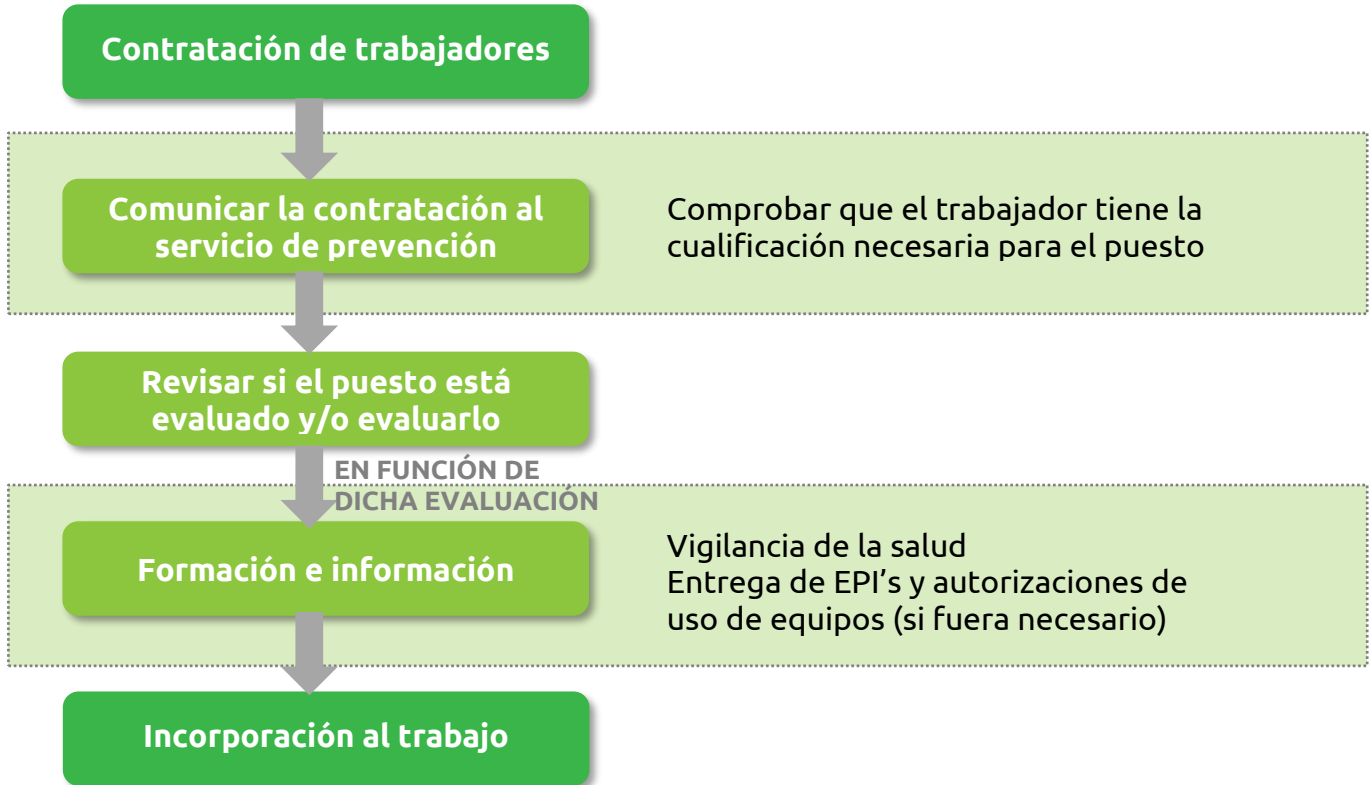 Contratación de trabajadores
Comunicar la contratación al
servicio de prevención
Comprobar que el trabajador tiene la
cualificación necesaria para el puesto
Revisar si el puesto está
evaluado y/o evaluarlo
EN FUNCIÓN DE
DICHA EVALUACIÓN
Formación e información
Vigilancia de la salud
Entrega de EPI’s y autorizaciones de
uso de equipos (si fuera necesario)
Incorporación al trabajo